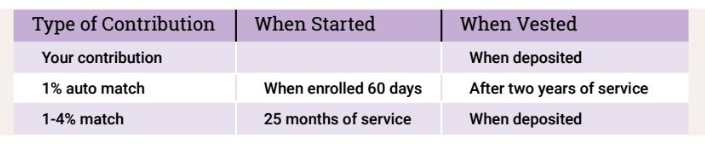 Type of Contribution When Started When Vested
Your contribution When deposited
1% auto match When enrolled 60 days After two years of service
1-4% match 25 months of service When deposited